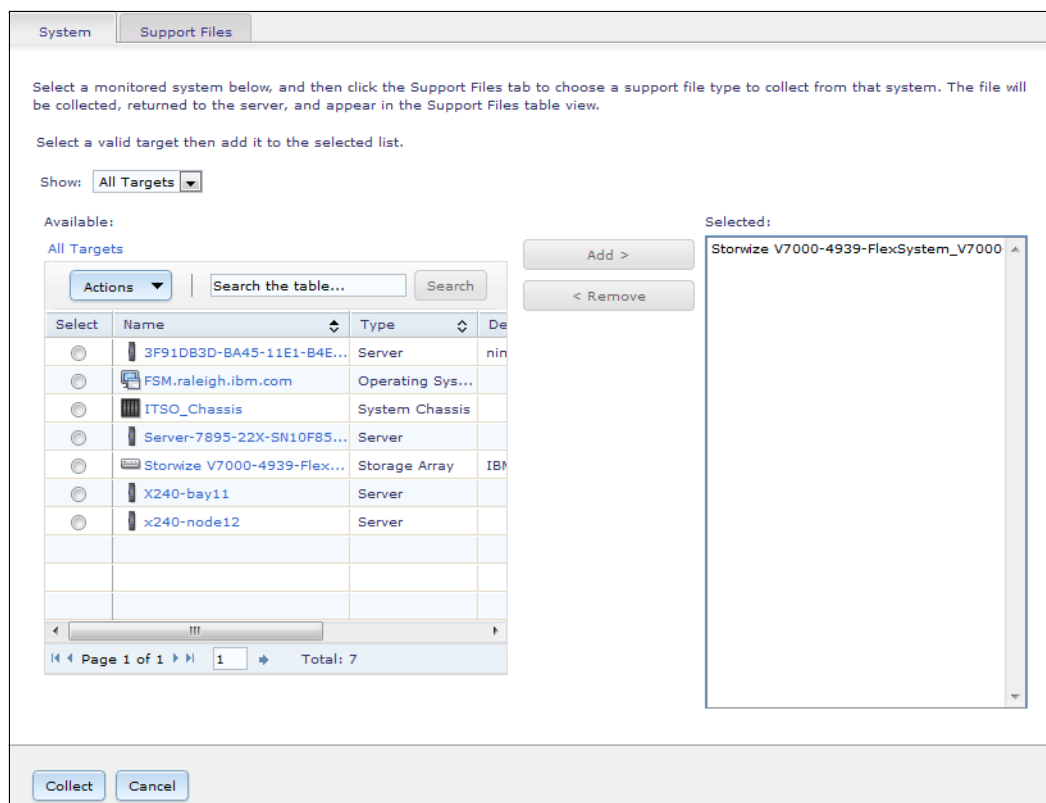 System
Support Files
Select a monitored system below, and then click the Support Files tab to choose a support file type to collect from that system. The file will
be collected, returned to the server, and appear in the Support Files table view.
Select a valid target then add it to the selected list.
Show: All Targets
Available:
All Targets
Actions
Search the table...
Search
Select Name Type De
3F91DB3D-BA45-11E1-B4E... Server nin
FSM.raleigh.ibm.com Operating Sys...
ITSO_Chassis System Chassis
Server-7895-22X-SN10F85... Server
Storwize V7000-4939-Flex... Storage Array IBM
X240-bay11 Server
x240-node12 Server
Page 1 of 1 1 Total: 7
Add >
< Remove
Selected:
Storwize V7000-4939-FlexSystem_V7000
Collect
Cancel